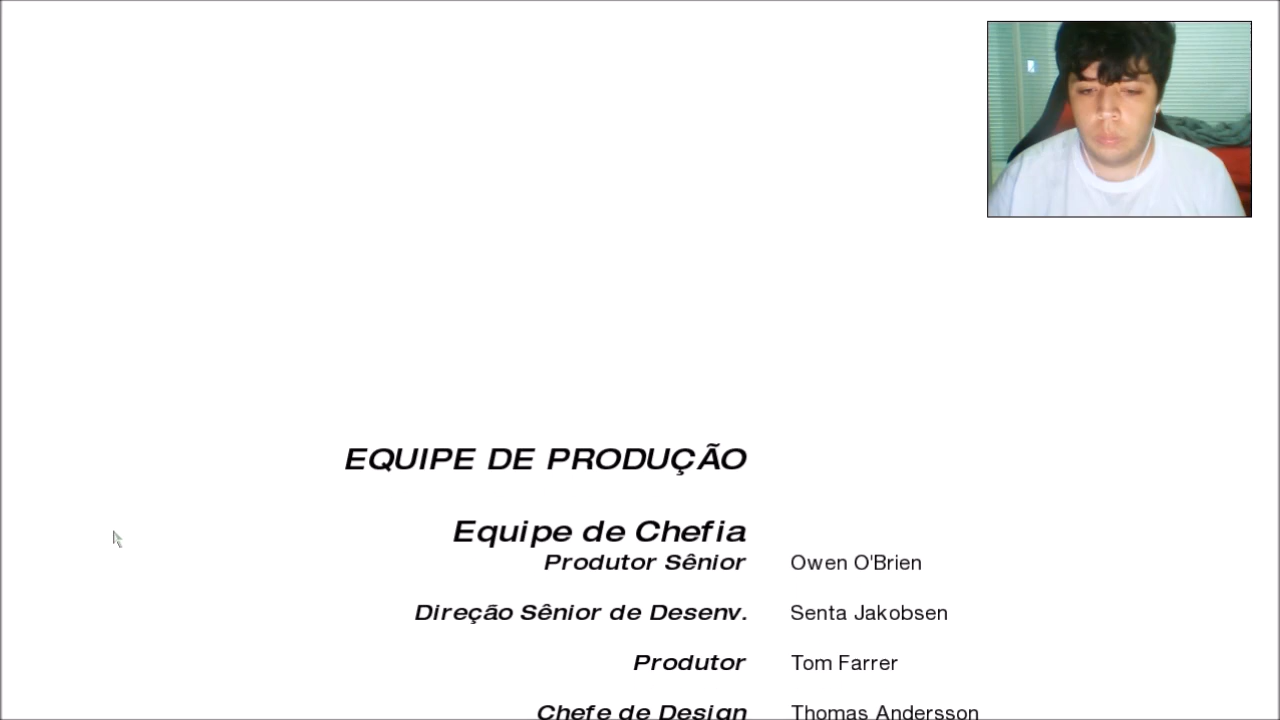 EQUIPE DE PRODUÇÃO
Equipe de Chefia
Produtor Sênior Owen O'Brien
Direção Sênior de Desenv. Senta Jakobsen
Produtor Tom Farrer
Chefe de Design Thomas Andersson